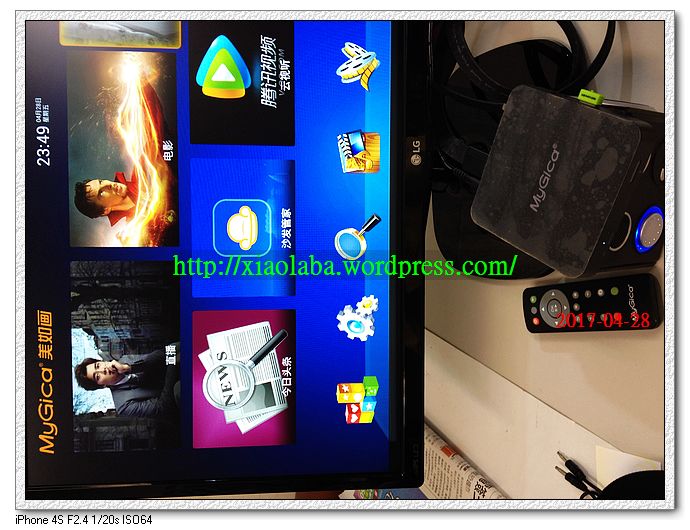 MyGica® 美如画
23:49
04月28日
星期五
直播
电影
今日头条
NEWS
沙发管家
腾讯视频
云视听
TM
LG
MyGica®
MyGica®
http://xiaolaba.wordpress.com/
2017-04-28
iPhone 4S F2.4 1/20s ISO64